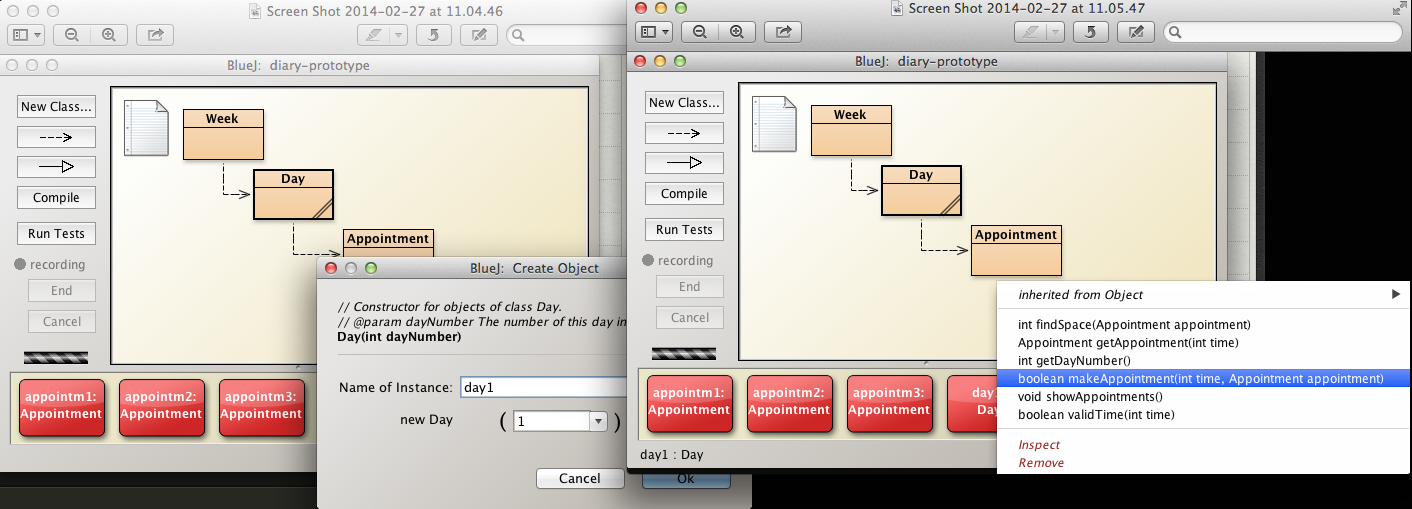 Screen Shot 2014-02-27 at 11.04.46
BlueJ: diary-prototype
New Class...
Compile
Run Tests
recording
End
Cancel
Week
Day
Appointment
appointm1:
Appointment
appointm2:
Appointment
appointm3:
Appointment
BlueJ: Create Object
// Constructor for objects of class Day.
// @param dayNumber The number of this day in
Day(int dayNumber)
Name of Instance: day1
new Day ( 1 )
Cancel
Ok
Screen Shot 2014-02-27 at 11.05.47
BlueJ: diary-prototype
New Class...
Compile
Run Tests
recording
End
Cancel
Week
Day
Appointment
appointm1:
Appointment
appointm2:
Appointment
appointm3:
Appointment
day
Da
day1 : Day
inherited from Object
int findSpace(Appointment appointment)
Appointment getAppointment(int time)
int getDayNumber()
boolean makeAppointment(int time, Appointment appointment)
void showAppointments()
boolean validTime(int time)
Inspect
Remove